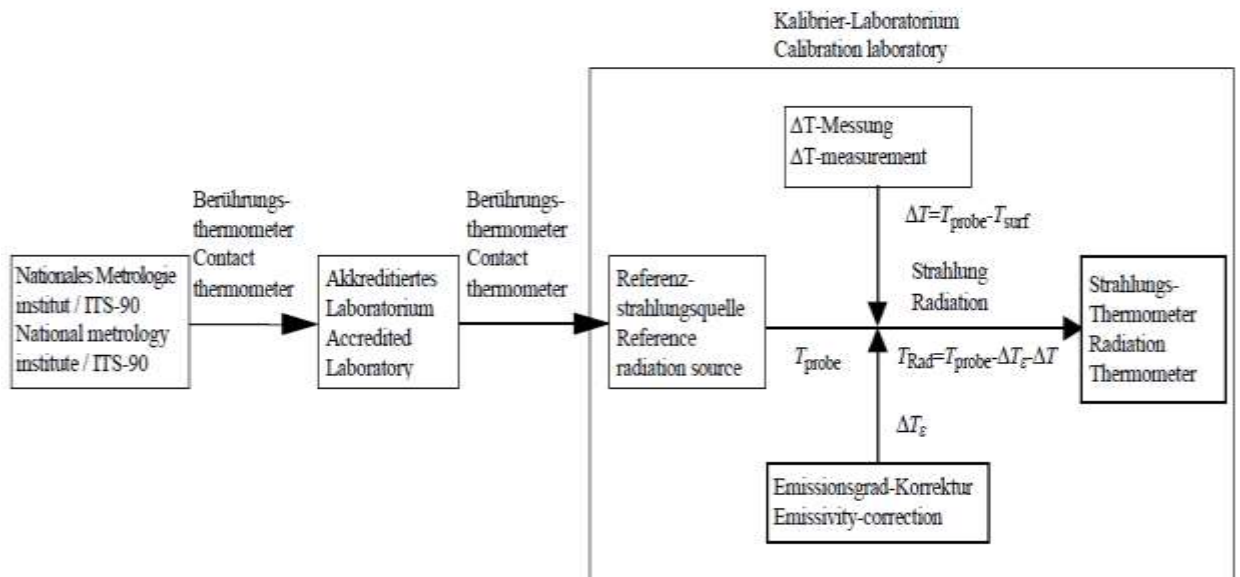 Kalibrier-Laboratorium
Calibration laboratory
ΔT-Messung
ΔT-measurement
Berührungs-
thermometer
Contact
thermometer
Berührungs-
thermometer
Contact
thermometer
ΔT=Tprobe-Tsurf
Nationales Metrologie
institut / ITS-90
National metrology
institute / ITS-90
Akkreditiertes
Laboratorium
Accredited
Laboratory
Referenz-
strahlungsquelle
Reference
radiation source
Strahlung
Radiation
Strahlungs-
Thermometer
Radiation
Thermometer
Tprobe
TRad=Tprobe-ΔTε-ΔT
ΔTε
Emissionsgrad-Korrektur
Emissivity-correction